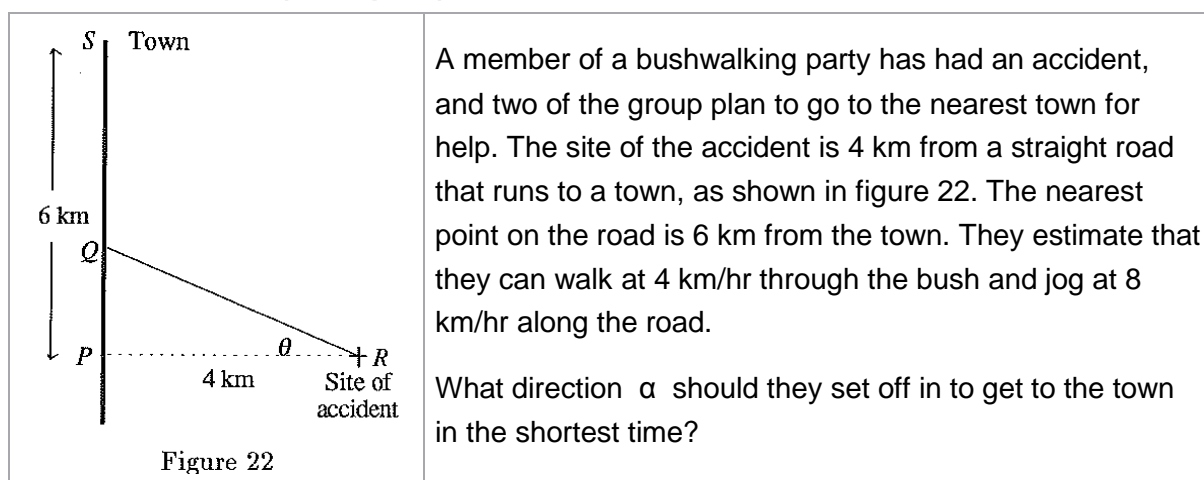 S Town
6 km
Q
P
θ
R
4 km
Site of
accident
Figure 22
A member of a bushwalking party has had an accident,
and two of the group plan to go to the nearest town for
help. The site of the accident is 4 km from a straight road
that runs to a town, as shown in figure 22. The nearest
point on the road is 6 km from the town. They estimate that
they can walk at 4 km/hr through the bush and jog at 8
km/hr along the road.
What direction α should they set off in to get to the town
in the shortest time?